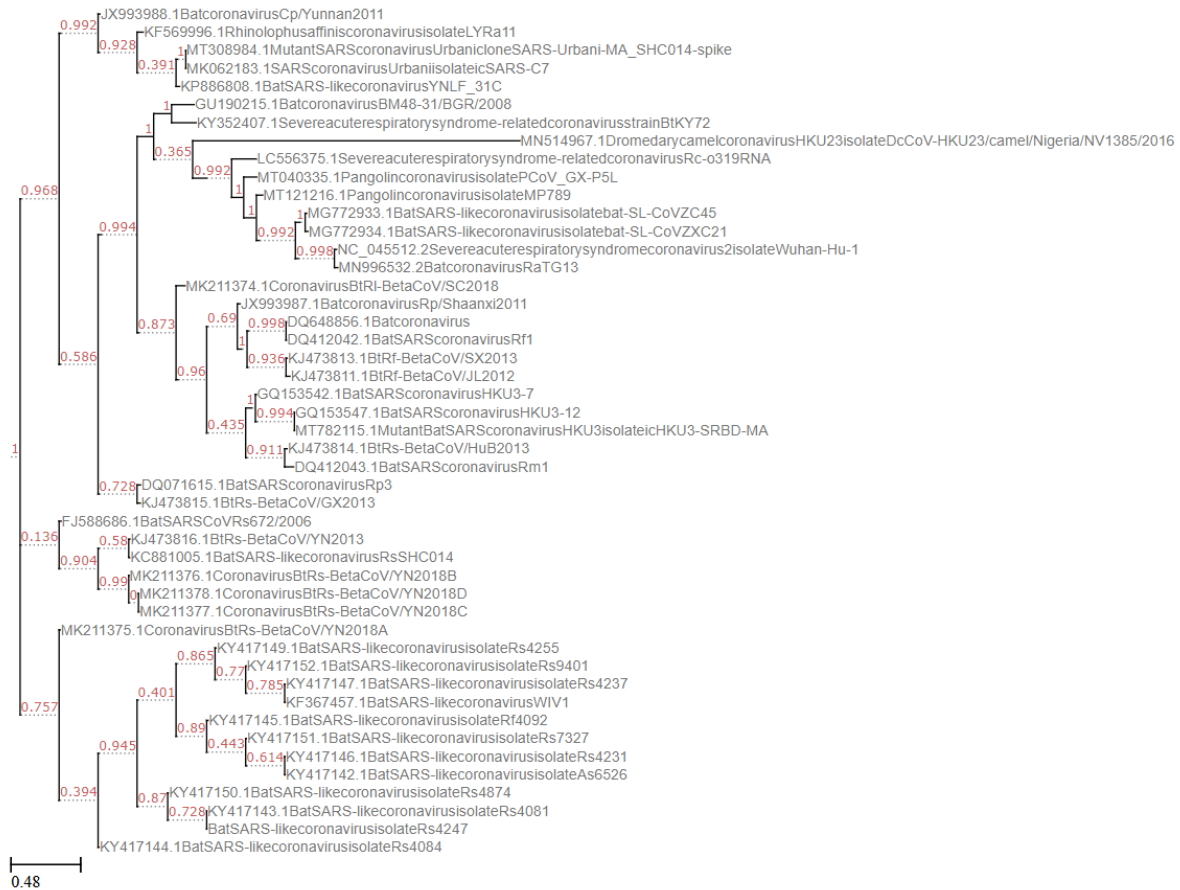 JX993988.1BatcoronavirusCp/Yunnan2011
0.992
KF569996.1RhinolophusaffiniscoronavirusisolateLYRa11
0.928
1
MT308984.1MutantSARScoronavirusUrbanicloneSARS-Urbani-MA_SHC014-spike
0.391
MK062183.1SARScoronavirusUrbaniisolateicSARS-C7
KP886808.1BatSARS-likecoronavirusYNLF_31C
1
GU190215.1BatcoronavirusBM48-31/BGR/2008
1
KY352407.1Severeacuterespiratorysyndrome-relatedcoronavirusstrainBtKY72
MN514967.1DromedarycamelcoronavirusHKU23isolateDcCoV-HKU23/camel/Nigeria/NV1385/2016
0.365
LC556375.1Severeacuterespiratorysyndrome-relatedcoronavirusRc-o319RNA
0.992
MT040335.1PangolincoronavirusisolatePCoV_GX-P5L
0.968
1
MT121216.1PangolincoronavirusisolateMP789
1
1
MG772933.1BatSARS-likecoronavirusisolatebat-SL-CoVZC45
0.994
0.992
MG772934.1BatSARS-likecoronavirusisolatebat-SL-CoVZXC21
0.998
NC_045512.2Severeacuterespiratorysyndromecoronavirus2isolateWuhan-Hu-1
MN996532.2BatcoronavirusRaTG13
MK211374.1CoronavirusBtRl-BetaCoV/SC2018
JX993987.1BatcoronavirusRp/Shaanxi2011
0.873
0.69
0.998
DQ648856.1Batcoronavirus
1
DQ412042.1BatSARScoronavirusRf1
0.586
0.936
KJ473813.1BtRf-BetaCoV/SX2013
0.96
KJ473811.1BtRf-BetaCoV/JL2012
1
GQ153542.1BatSARScoronavirusHKU3-7
0.994
GQ153547.1BatSARScoronavirusHKU3-12
0.435
MT782115.1MutantBatSARScoronavirusHKU3isolateicHKU3-SRBD-MA
0.911
KJ473814.1BtRs-BetaCoV/HuB2013
1
DQ412043.1BatSARScoronavirusRm1
0.728
DQ071615.1BatSARScoronavirusRp3
KJ473815.1BtRs-BetaCoV/GX2013
FJ588686.1BatSARSCoVRs672/2006
0.136
0.58
KJ473816.1BtRs-BetaCoV/YN2013
0.904
KC881005.1BatSARS-likecoronavirusRsSHC014
0.99
MK211376.1CoronavirusBtRs-BetaCoV/YN2018B
0
MK211378.1CoronavirusBtRs-BetaCoV/YN2018D
MK211377.1CoronavirusBtRs-BetaCoV/YN2018C
MK211375.1CoronavirusBtRs-BetaCoV/YN2018A
KY417149.1BatSARS-likecoronavirusisolateRs4255
0.865
KY417152.1BatSARS-likecoronavirusisolateRs9401
0.77
0.785
KY417147.1BatSARS-likecoronavirusisolateRs4237
0.401
KF367457.1BatSARS-likecoronavirusWIV1
0.757
KY417145.1BatSARS-likecoronavirusisolateRf4092
0.89
KY417151.1BatSARS-likecoronavirusisolateRs7327
0.945
0.443
0.614
KY417146.1BatSARS-likecoronavirusisolateRs4231
KY417142.1BatSARS-likecoronavirusisolateAs6526
0.394
0.87
KY417150.1BatSARS-likecoronavirusisolateRs4874
0.728
KY417143.1BatSARS-likecoronavirusisolateRs4081
BatSARS-likecoronavirusisolateRs4247
KY417144.1BatSARS-likecoronavirusisolateRs4084
0.48